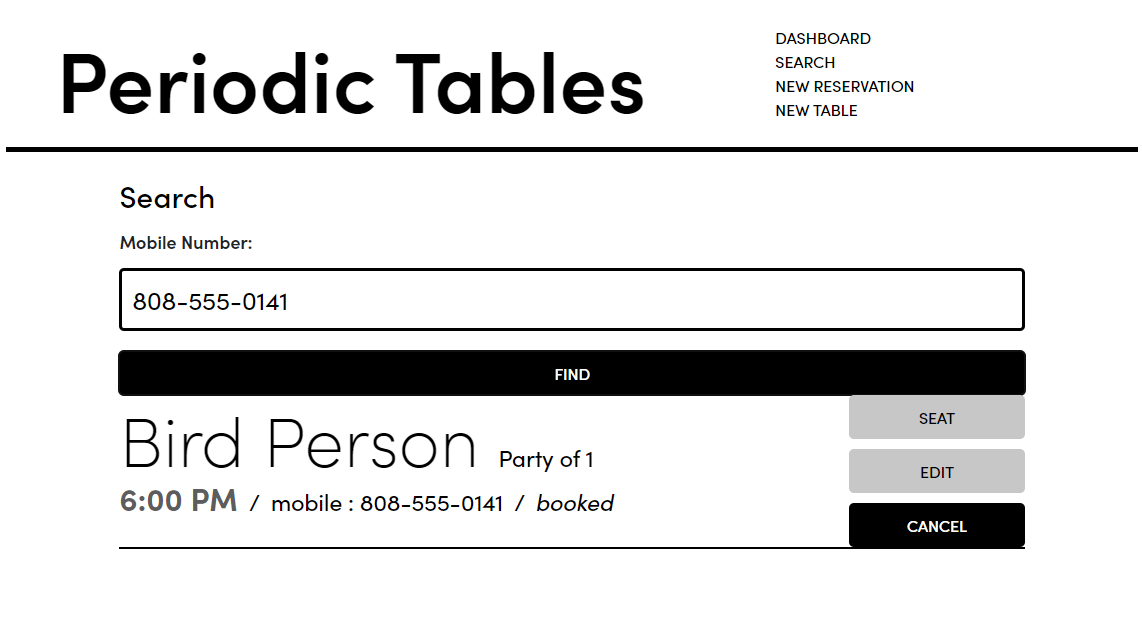 Periodic Tables
DASHBOARD
SEARCH
NEW RESERVATION
NEW TABLE
Search
Mobile Number:
808-555-0141
FIND
Bird Person Party of 1
6:00 PM / mobile : 808-555-0141 / booked
SEAT
EDIT
CANCEL